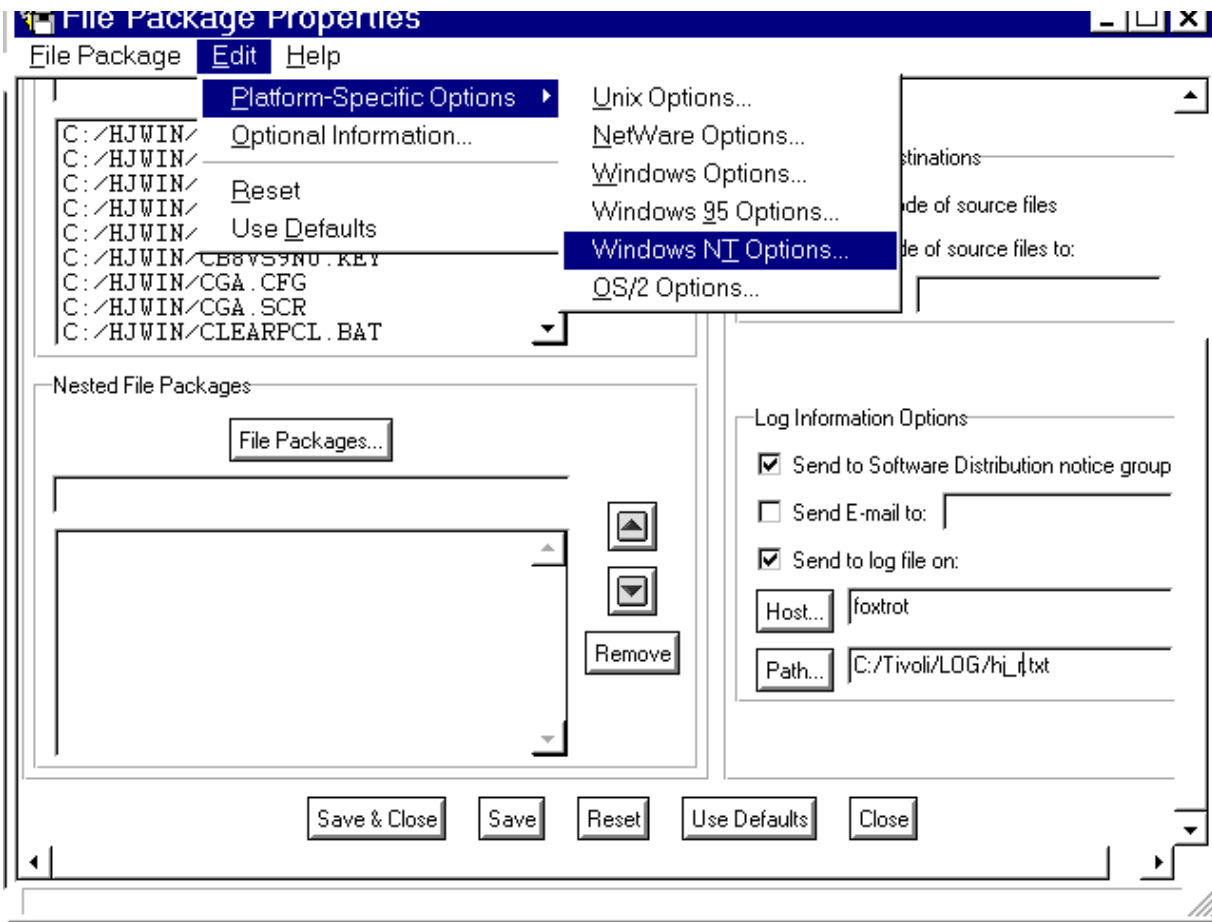 File Package Properties
File Package Edit Help
Platform-Specific Options
Optional Information...
Reset
Use Defaults
Unix Options...
NetWare Options...
Windows Options...
Windows 95 Options...
Windows NT Options...
OS/2 Options...
C:/HJWIN/
C:/HJWIN/
C:/HJWIN/
C:/HJWIN/
C:/HJWIN/
C:/HJWIN/CB8VS9NU.KEY
C:/HJWIN/CGA.CFG
C:/HJWIN/CGA.SCR
C:/HJWIN/CLEARPCL.BAT
stinations
de of source files
de of source files to:
Nested File Packages
File Packages...
Remove
Log Information Options
Send to Software Distribution notice group
Send E-mail to:
Send to log file on:
Host... foxtrot
Path... C:/Tivoli/LOG/hj_r.txt
Save & Close Save Reset Use Defaults Close